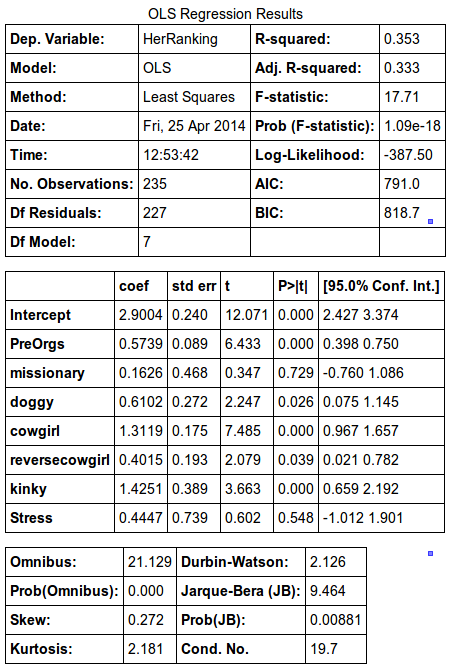 OLS Regression Results
Dep. Variable: HerRanking R-squared: 0.353
Model: OLS Adj. R-squared: 0.333
Method: Least Squares F-statistic: 17.71
Date: Fri, 25 Apr 2014 Prob (F-statistic): 1.09e-18
Time: 12:53:42 Log-Likelihood: -387.50
No. Observations: 235 AIC: 791.0
Df Residuals: 227 BIC: 818.7
Df Model: 7
coef std err t P>|t| [95.0% Conf. Int.]
Intercept 2.9004 0.240 12.071 0.000 2.427 3.374
PreOrgs 0.5739 0.089 6.433 0.000 0.398 0.750
missionary 0.1626 0.468 0.347 0.729 -0.760 1.086
doggy 0.6102 0.272 2.247 0.026 0.075 1.145
cowgirl 1.3119 0.175 7.485 0.000 0.967 1.657
reversecowgirl 0.4015 0.193 2.079 0.039 0.021 0.782
kinky 1.4251 0.389 3.663 0.000 0.659 2.192
Stress 0.4447 0.739 0.602 0.548 -1.012 1.901
Omnibus: 21.129 Durbin-Watson: 2.126
Prob(Omnibus): 0.000 Jarque-Bera (JB): 9.464
Skew: 0.272 Prob(JB): 0.00881
Kurtosis: 2.181 Cond. No. 19.7